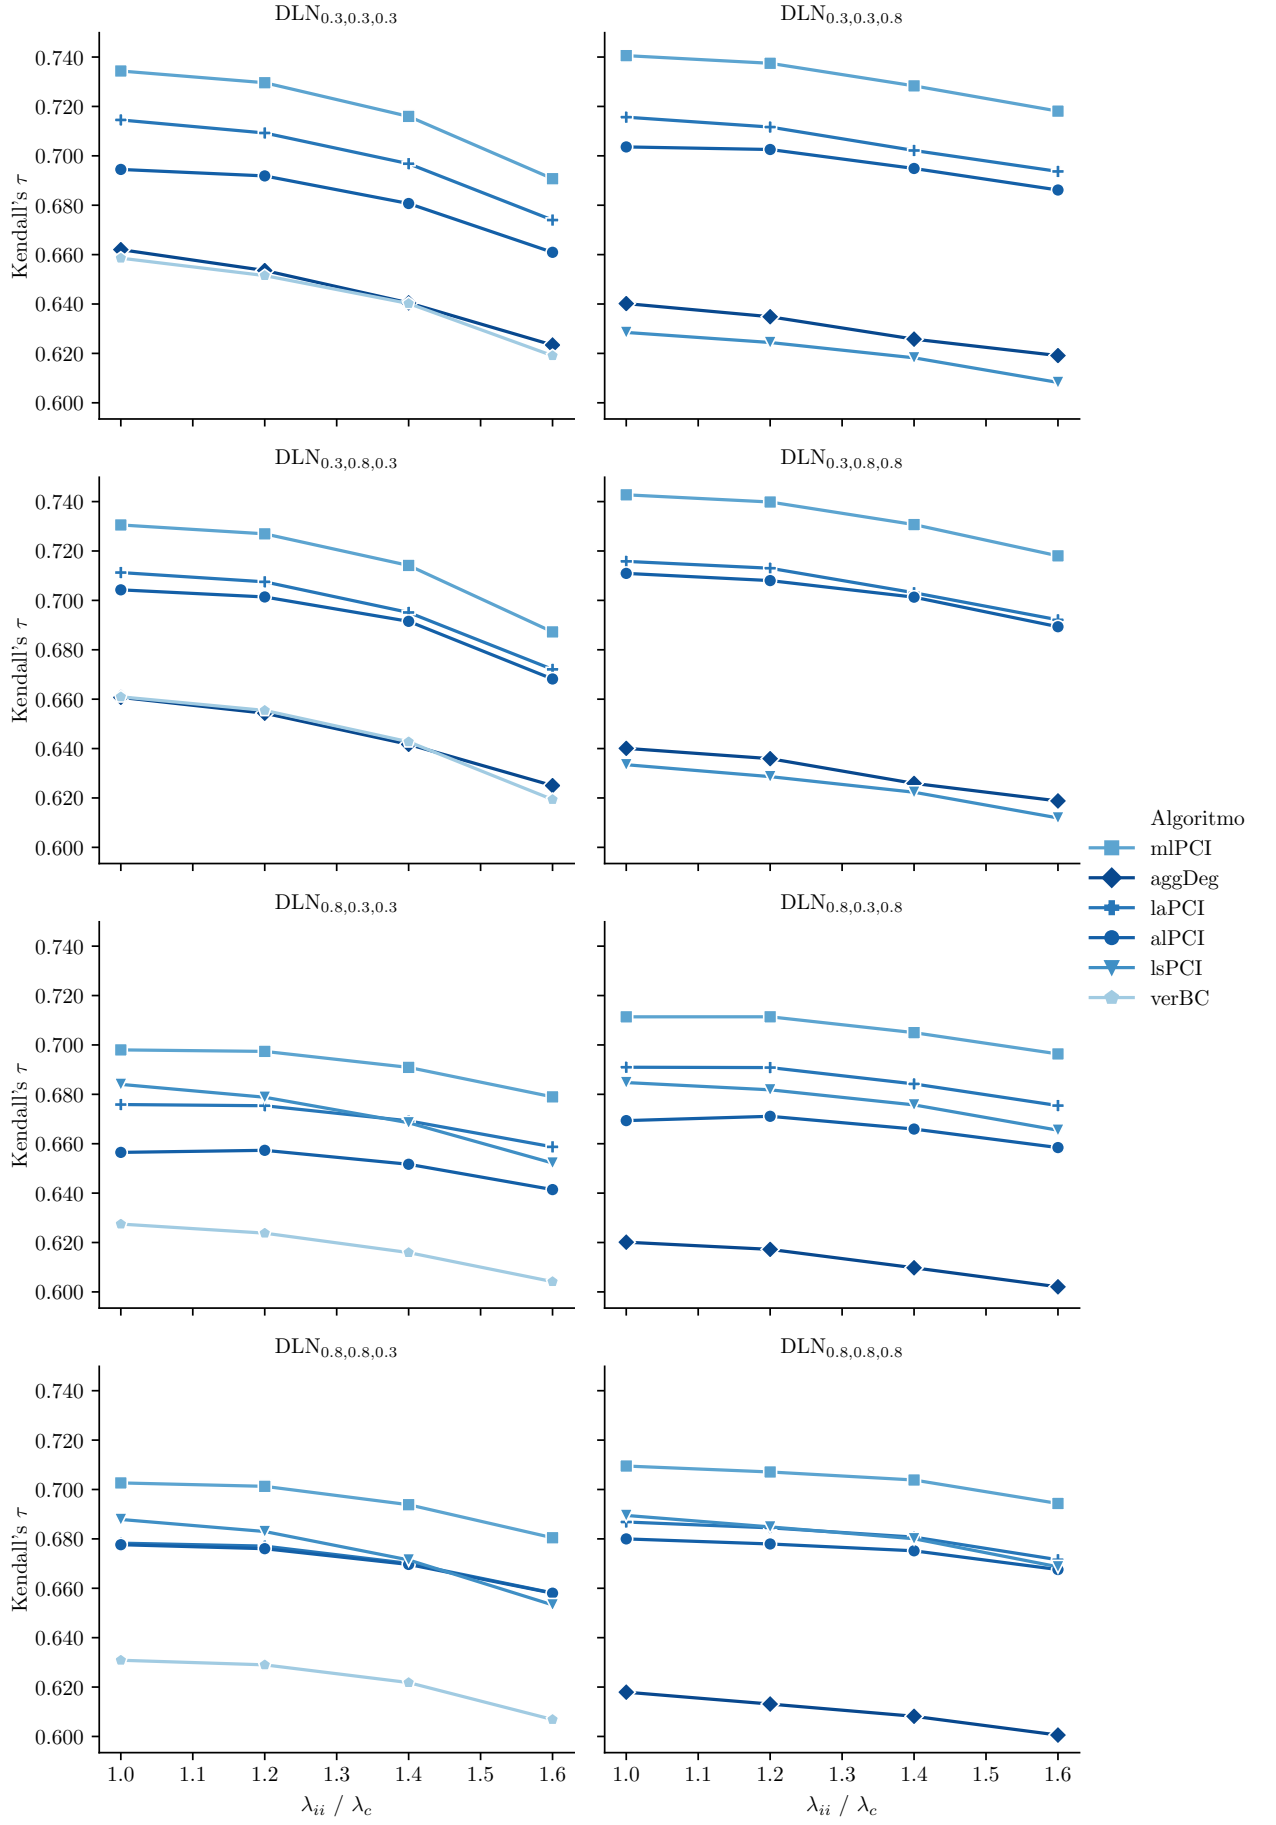 DLN0.3,0.3,0.3
DLN0.3,0.3,0.8
Kendall's τ
0.740
0.720
0.700
0.680
0.660
0.640
0.620
0.600
DLN0.3,0.8,0.3
DLN0.3,0.8,0.8
Kendall's τ
0.740
0.720
0.700
0.680
0.660
0.640
0.620
0.600
Algoritmo
mlPCI
aggDeg
laPCI
alPCI
lsPCI
verBC
DLN0.8,0.3,0.3
DLN0.8,0.3,0.8
Kendall's τ
0.740
0.720
0.700
0.680
0.660
0.640
0.620
0.600
DLN0.8,0.8,0.3
DLN0.8,0.8,0.8
Kendall's τ
0.740
0.720
0.700
0.680
0.660
0.640
0.620
0.600
1.0 1.1 1.2 1.3 1.4 1.5 1.6
λii / λc
1.0 1.1 1.2 1.3 1.4 1.5 1.6
λii / λc